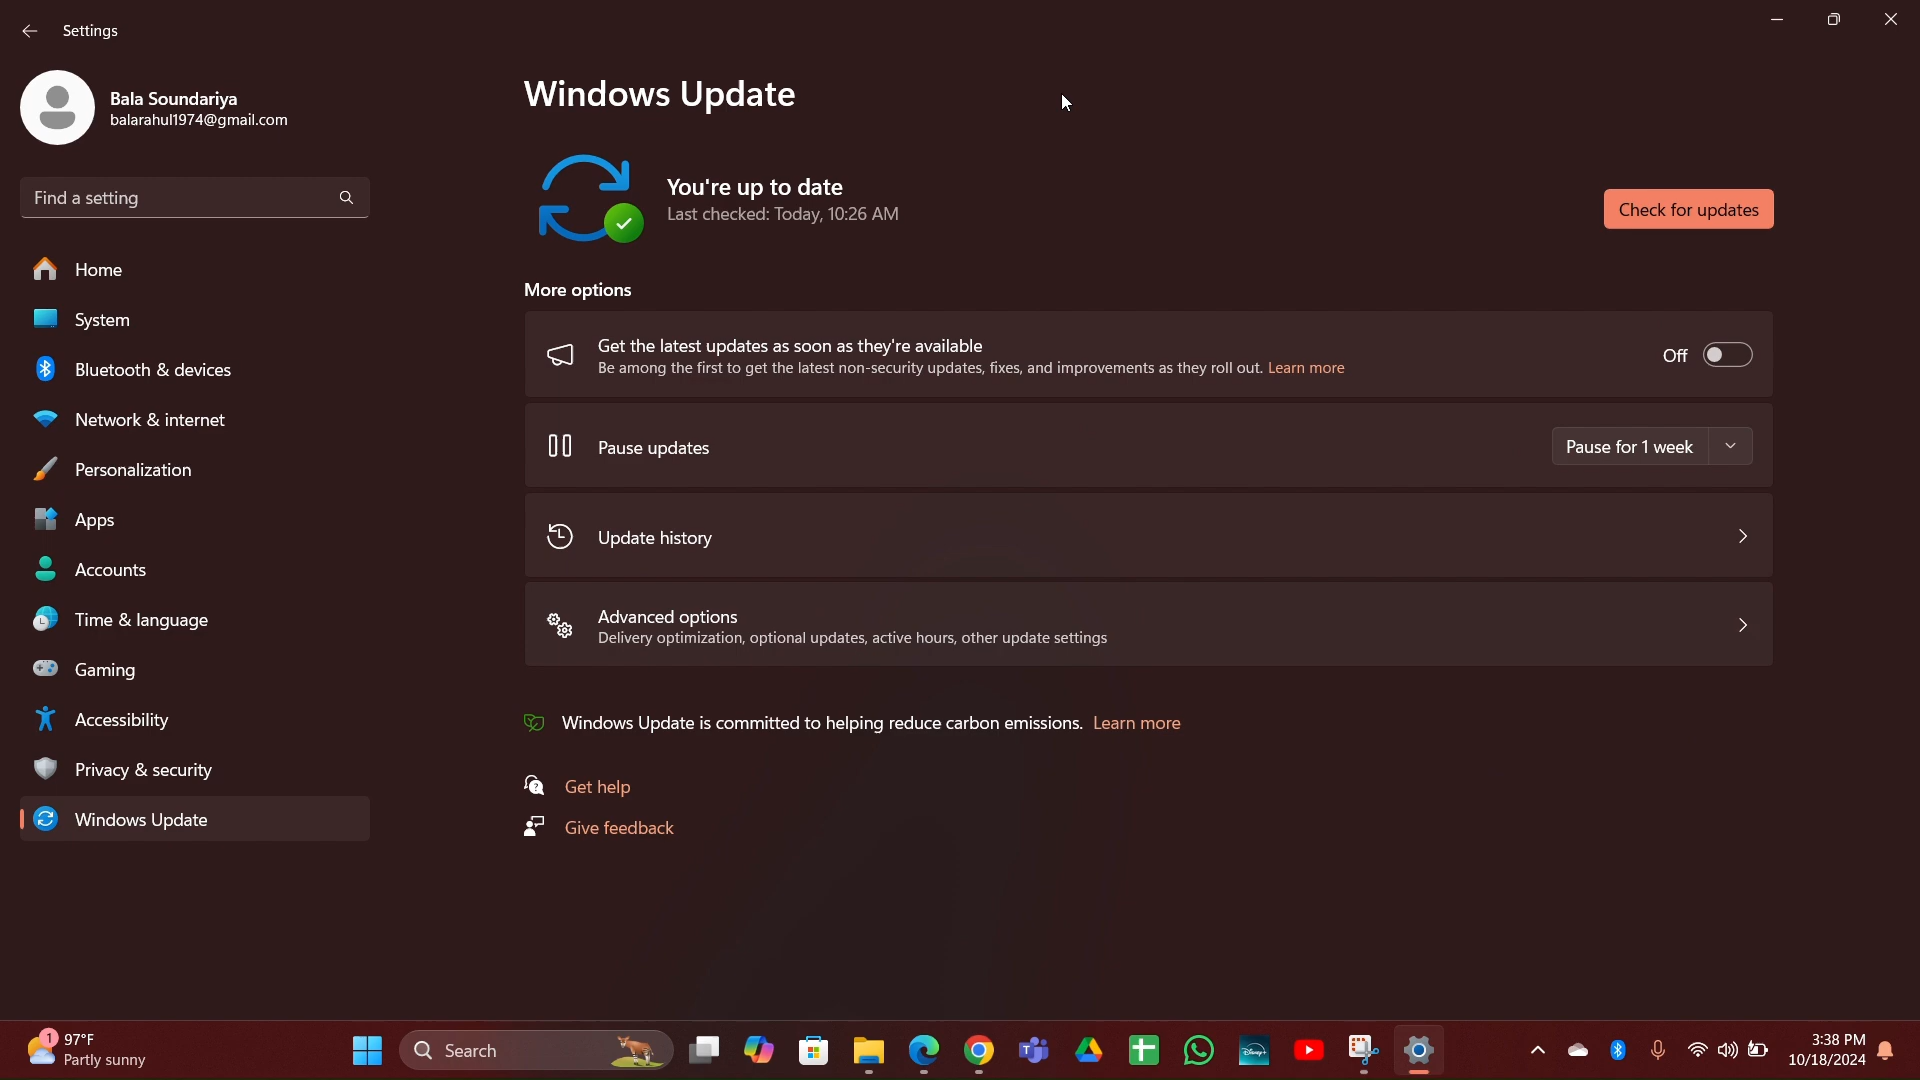 Settings
Bala Soundariya
balarahul1974@gmail.com
Find a setting
Home
System
Bluetooth & devices
Network & internet
Personalization
Apps
Accounts
Time & language
Gaming
Accessibility
Privacy & security
Windows Update
Windows Update
You're up to date
Last checked: Today, 10:26 AM
Check for updates
More options
Get the latest updates as soon as they're available
Be among the first to get the latest non-security updates, fixes, and improvements as they roll out. Learn more
Off
Pause updates
Pause for 1 week
Update history
Advanced options
Delivery optimization, optional updates, active hours, other update settings
Windows Update is committed to helping reduce carbon emissions. Learn more
Get help
Give feedback
1
97°F
Partly sunny
Search
Disney+
3:38 PM
10/18/2024